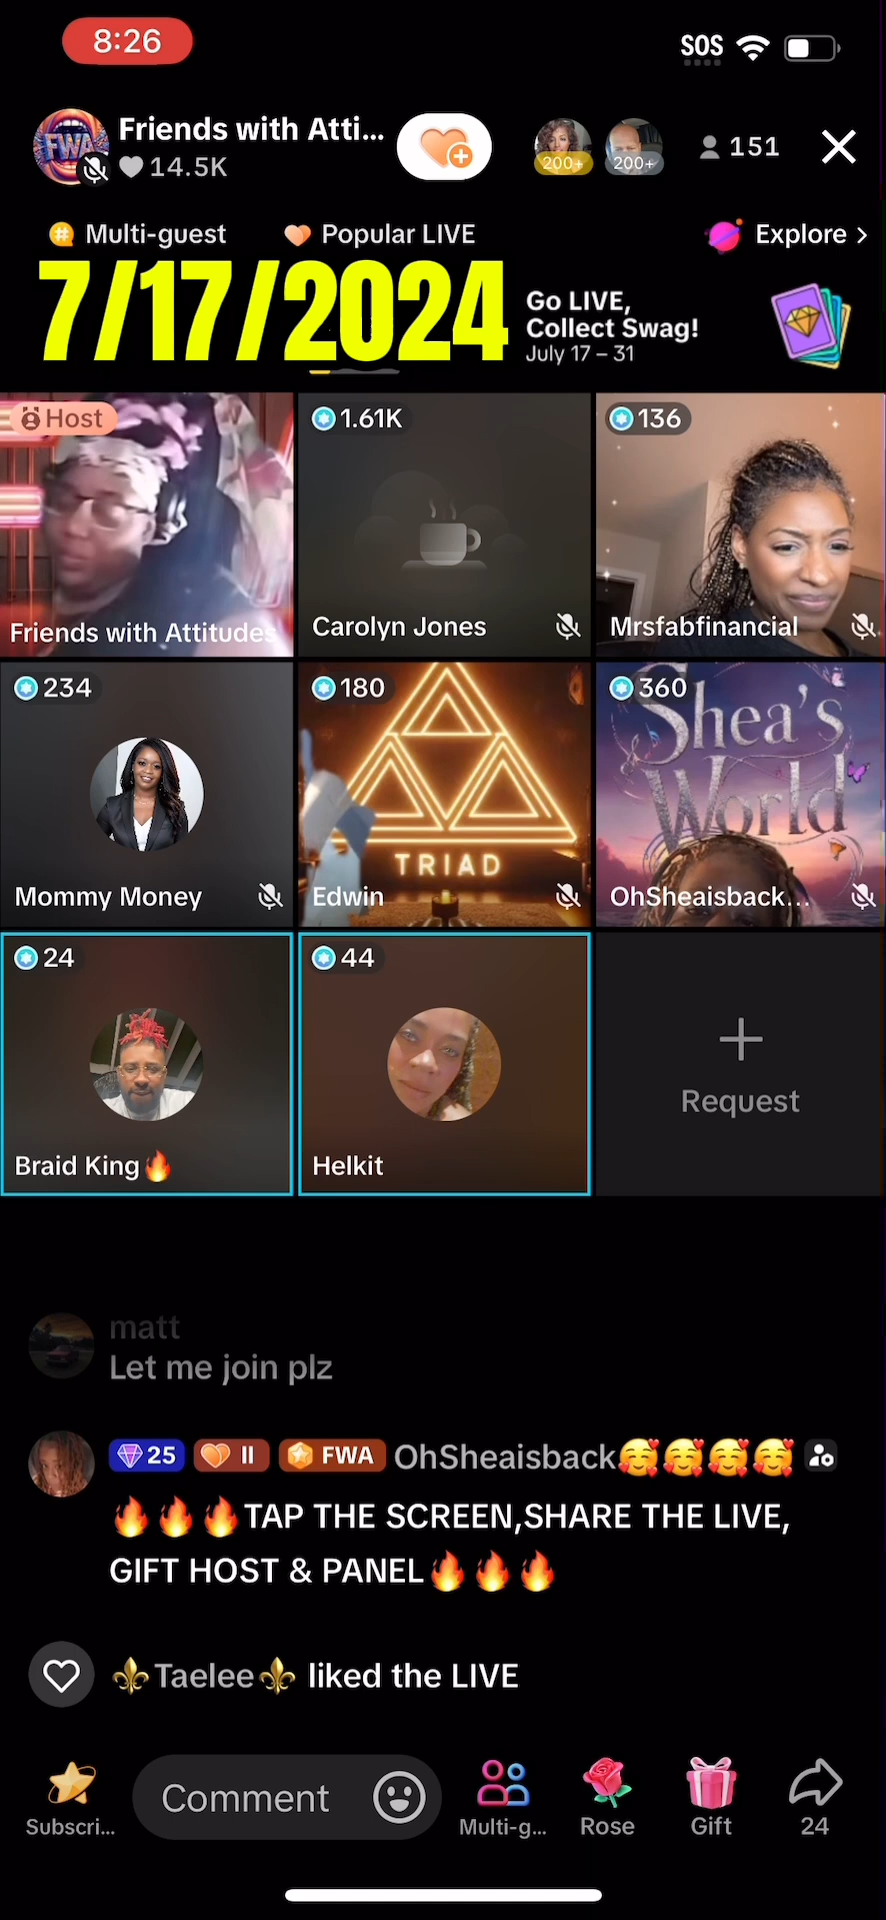 8:26
SOS
FWA
Friends with Atti...
14.5K
200+
200+
151
Multi-guest
Popular LIVE
Explore >
7/17/2024
Go LIVE,
Collect Swag!
July 17 – 31
Host
Friends with Attitudes
1.61K
Carolyn Jones
136
Mrsfabfinancial
234
Mommy Money
180
TRIAD
Edwin
360
Shea's
World
OhSheaisback...
24
Braid King🔥
44
Helkit
Request
matt
Let me join plz
25
II
FWA
OhSheaisback🥰🥰🥰🥰
🔥🔥🔥TAP THE SCREEN,SHARE THE LIVE,
GIFT HOST & PANEL🔥🔥🔥
⚜️Taelee⚜️ liked the LIVE
Subscri...
Comment
Multi-g...
Rose
Gift
24